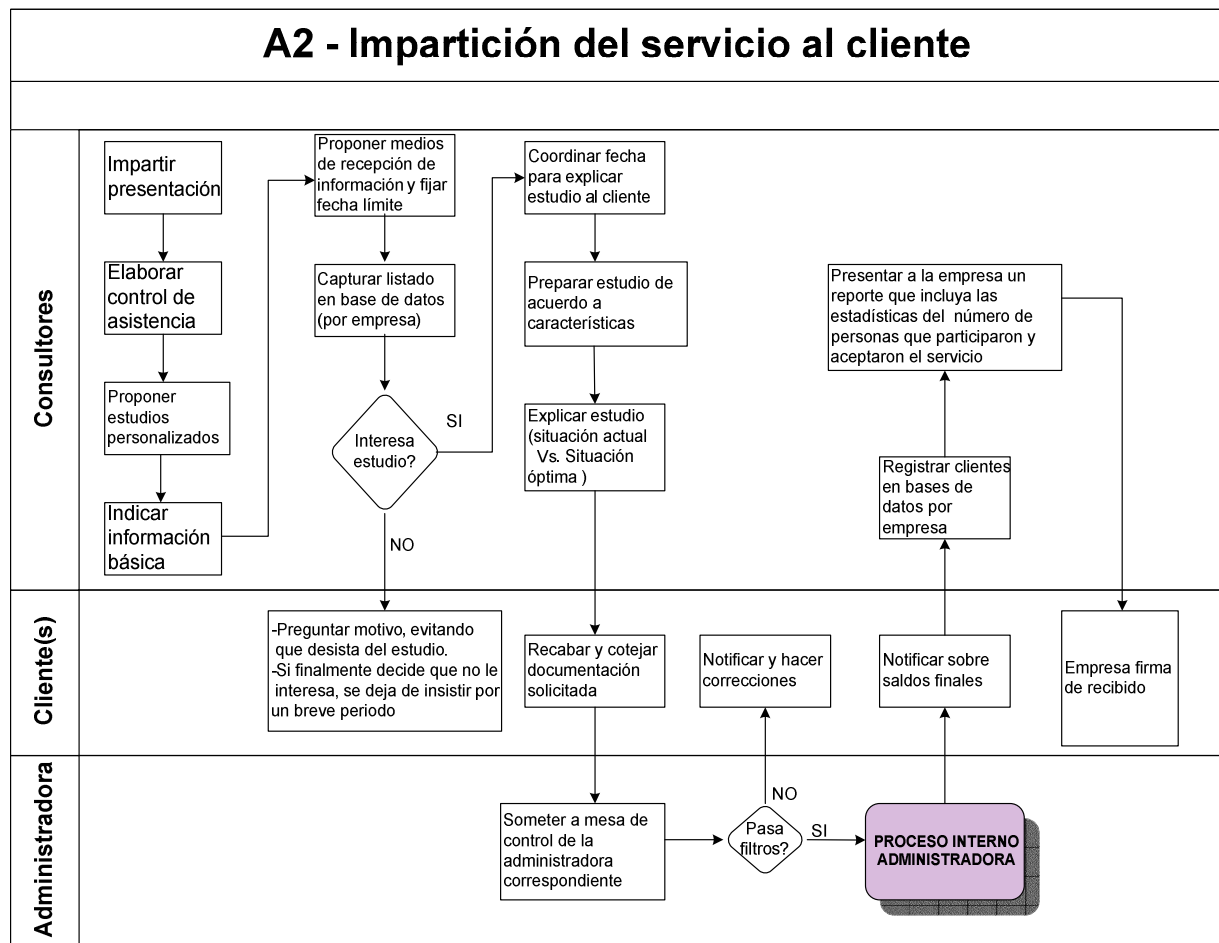 A2 - Impartición del servicio al cliente
Consultores
Impartir
presentación
Elaborar
control de
asistencia
Proponer
estudios
personalizados
Indicar
información
básica
Proponer medios
de recepción de
información y fijar
fecha límite
Capturar listado
en base de datos
(por empresa)
Interesa
estudio?
SI
NO
Coordinar fecha
para explicar
estudio al cliente
Preparar estudio de
acuerdo a
características
Explicar estudio
(situación actual
Vs. Situación
óptima )
Presentar a la empresa un
reporte que incluya las
estadísticas del número de
personas que participaron y
aceptaron el servicio
Registrar clientes
en bases de
datos por
empresa
Cliente(s)
-Preguntar motivo, evitando
que desista del estudio.
-Si finalmente decide que no le
interesa, se deja de insistir por
un breve periodo
Recabar y cotejar
documentación
solicitada
Notificar y hacer
correcciones
Notificar sobre
saldos finales
Empresa firma
de recibido
Administradora
Someter a mesa de
control de la
administradora
correspondiente
Pasa
filtros?
NO
SI
PROCESO INTERNO
ADMINISTRADORA